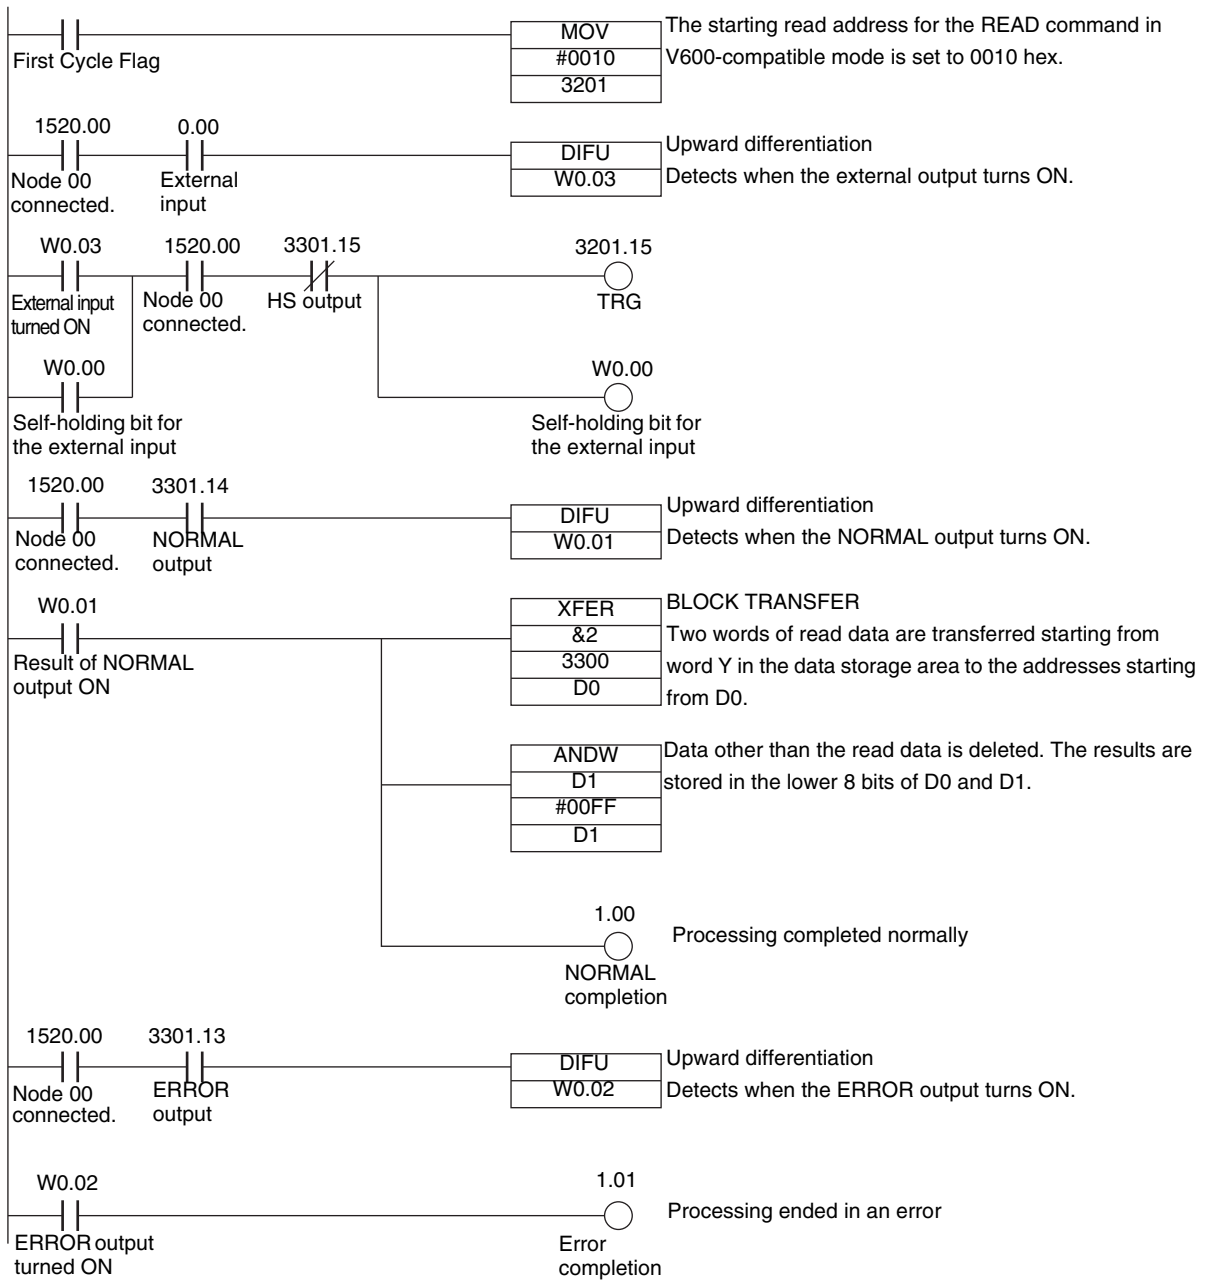 First Cycle Flag
MOV
#0010
3201
The starting read address for the READ command in
V600-compatible mode is set to 0010 hex.
1520.00
0.00
Node 00
connected.
External
input
DIFU
W0.03
Upward differentiation
Detects when the external output turns ON.
W0.03
1520.00
3301.15
3201.15
External input
turned ON
Node 00
connected.
HS output
TRG
W0.00
W0.00
Self-holding bit for
the external input
Self-holding bit for
the external input
1520.00
3301.14
Node 00
connected.
NORMAL
output
DIFU
W0.01
Upward differentiation
Detects when the NORMAL output turns ON.
W0.01
Result of NORMAL
output ON
XFER
&2
3300
D0
BLOCK TRANSFER
Two words of read data are transferred starting from
word Y in the data storage area to the addresses starting
from D0.
ANDW
D1
#00FF
D1
Data other than the read data is deleted. The results are
stored in the lower 8 bits of D0 and D1.
1.00
NORMAL
completion
Processing completed normally
1520.00
3301.13
Node 00
connected.
ERROR
output
DIFU
W0.02
Upward differentiation
Detects when the ERROR output turns ON.
W0.02
ERROR output
turned ON
1.01
Error
completion
Processing ended in an error